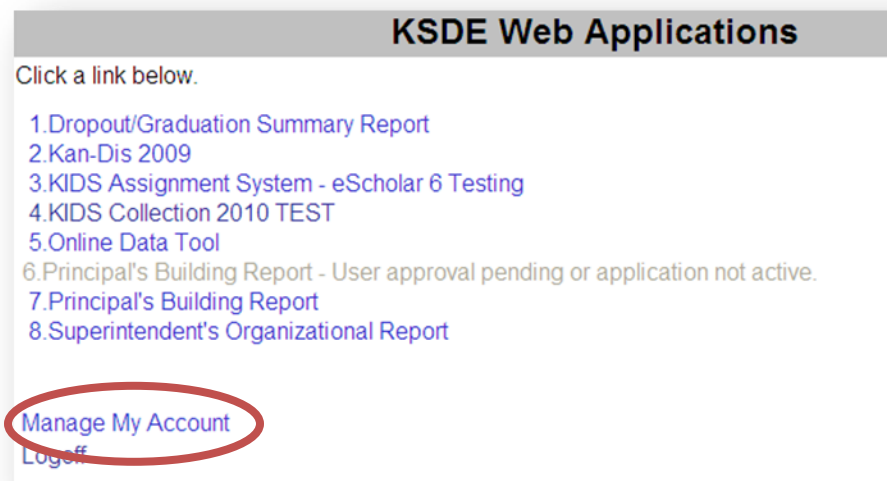 KSDE Web Applications
Click a link below.
1.Dropout/Graduation Summary Report
2.Kan-Dis 2009
3.KIDS Assignment System - eScholar 6 Testing
4.KIDS Collection 2010 TEST
5.Online Data Tool
6.Principal's Building Report - User approval pending or application not active.
7.Principal's Building Report
8.Superintendent's Organizational Report
Manage My Account
Logoff